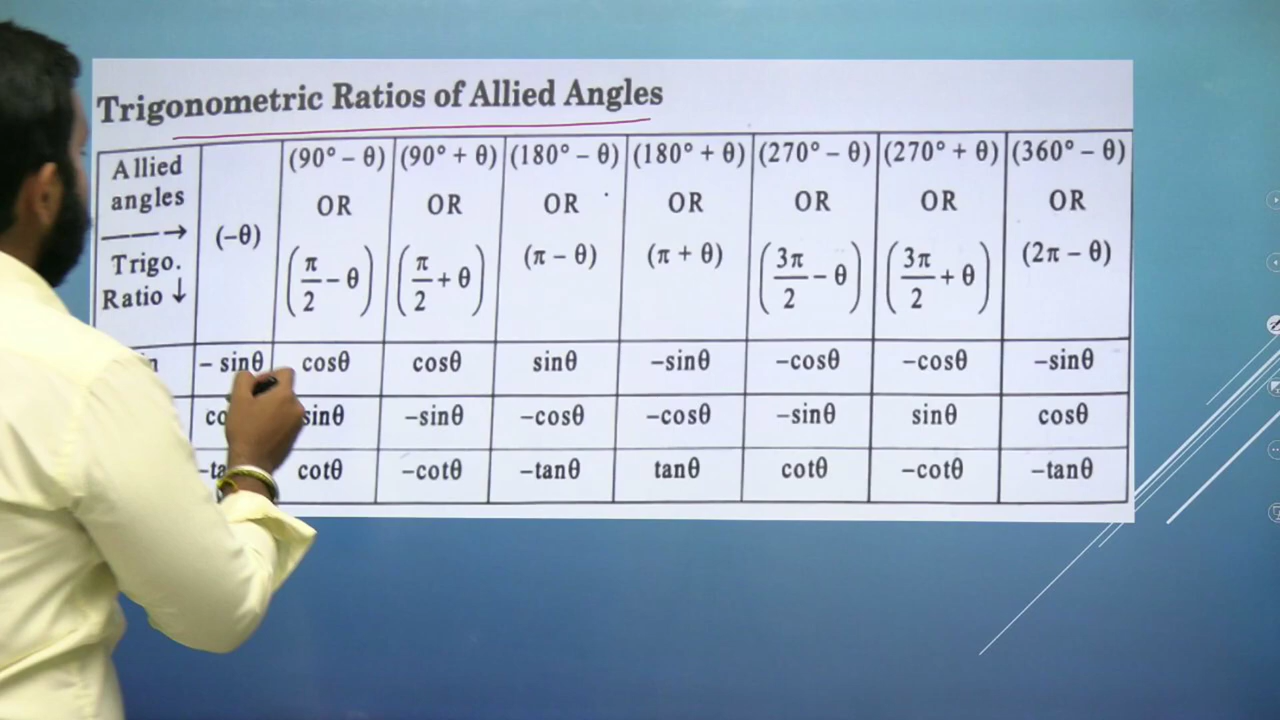 Trigonometric Ratios of Allied Angles
Allied angles → Trigo. Ratio ↓ (–θ) (90° – θ) OR (π/2 – θ) (90° + θ) OR (π/2 + θ) (180° – θ) OR (π – θ) (180° + θ) OR (π + θ) (270° – θ) OR (3π/2 – θ) (270° + θ) OR (3π/2 + θ) (360° – θ) OR (2π – θ)
– sinθ cosθ cosθ sinθ –sinθ –cosθ –cosθ –sinθ
sinθ –sinθ –cosθ –cosθ –sinθ sinθ cosθ
cotθ –cotθ –tanθ tanθ cotθ –cotθ –tanθ